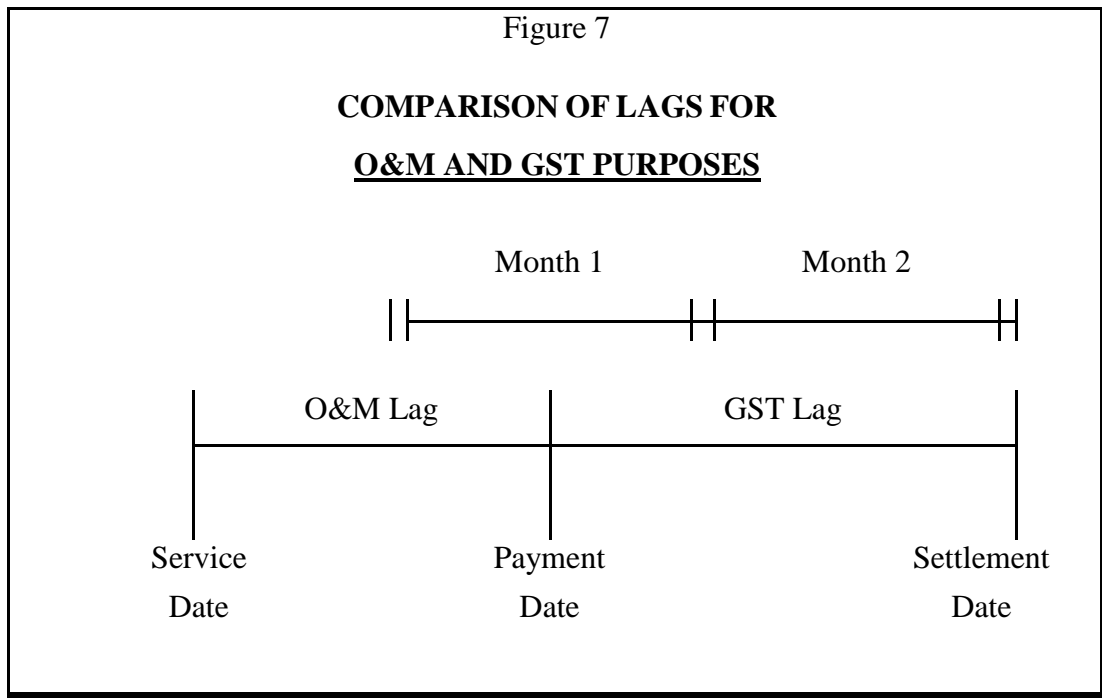 Figure 7
COMPARISON OF LAGS FOR
O&M AND GST PURPOSES
Month 1 Month 2
O&M Lag GST Lag
Service Payment Settlement
Date Date Date